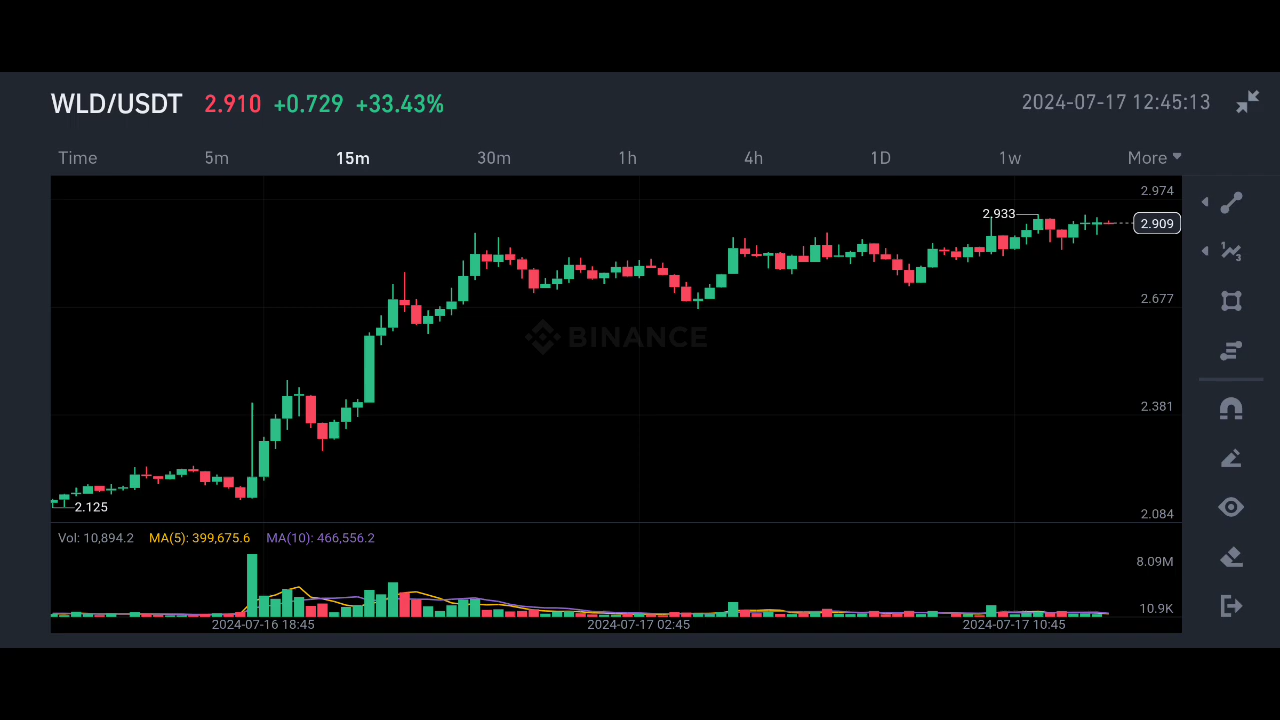 WLD/USDT 2.910 +0.729 +33.43% 2024-07-17 12:45:13
Time 5m 15m 30m 1h 4h 1D 1w More
2.974
2.933
2.909
2.677
BINANCE
2.381
2.125
2.084
Vol: 10,894.2 MA(5): 399,675.6 MA(10): 466,556.2
8.09M
10.9K
2024-07-16 18:45 2024-07-17 02:45 2024-07-17 10:45